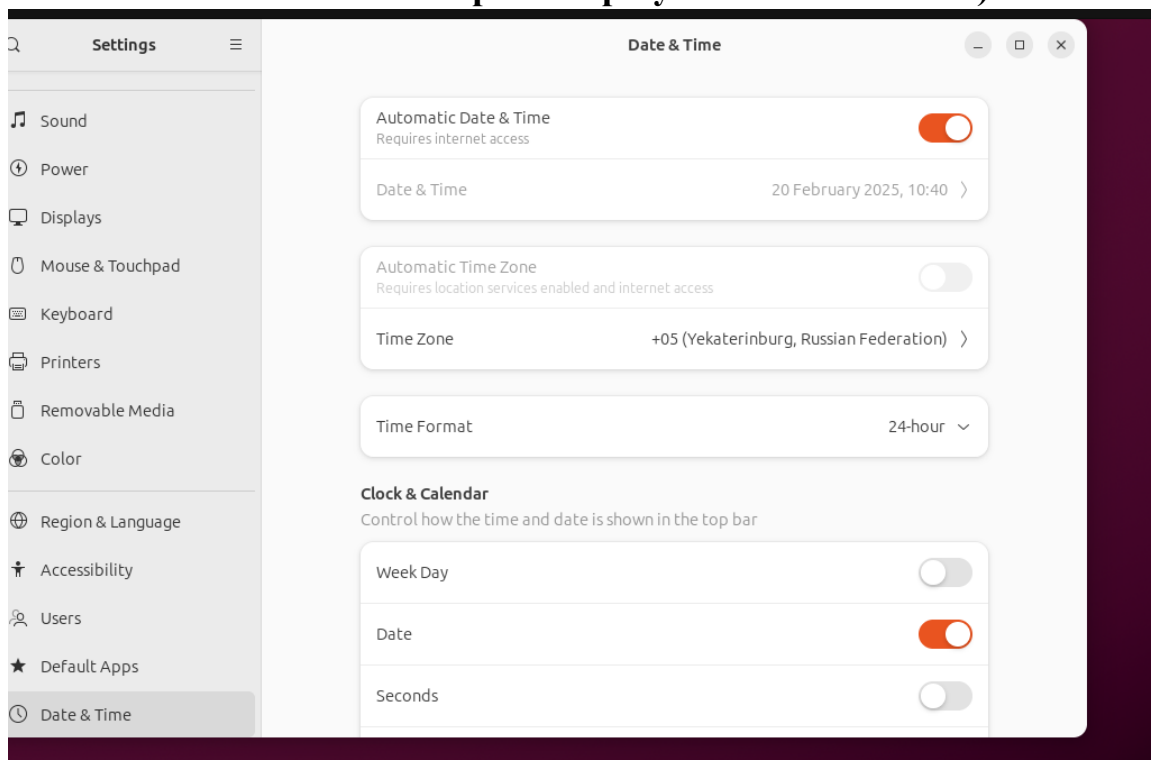 Settings
Date & Time
Sound
Power
Displays
Mouse & Touchpad
Keyboard
Printers
Removable Media
Color
Region & Language
Accessibility
Users
Default Apps
Date & Time
Automatic Date & Time
Requires internet access
Date & Time 20 February 2025, 10:40
Automatic Time Zone
Requires location services enabled and internet access
Time Zone +05 (Yekaterinburg, Russian Federation)
Time Format 24-hour
Clock & Calendar
Control how the time and date is shown in the top bar
Week Day
Date
Seconds